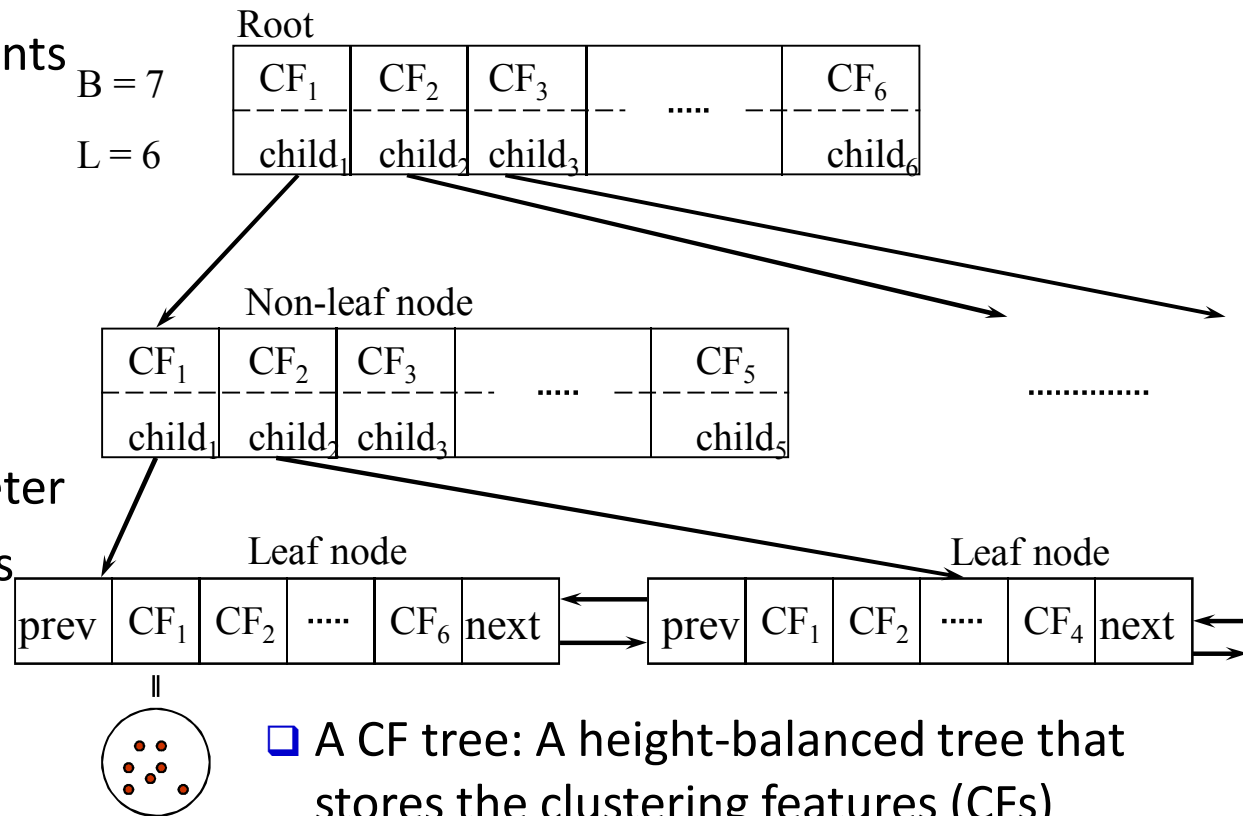 Root
nts
B = 7
CF₁ CF₂ CF₃ ..... CF₆
L = 6
child₁ child₂ child₃ child₆
Non-leaf node
CF₁ CF₂ CF₃ ..... CF₅ ..............
child₁ child₂ child₃ child₅
ter
s
Leaf node
Leaf node
prev CF₁ CF₂ ..... CF₆ next
prev CF₁ CF₂ ..... CF₄ next
A CF tree: A height-balanced tree that
stores the clustering features (CFs)